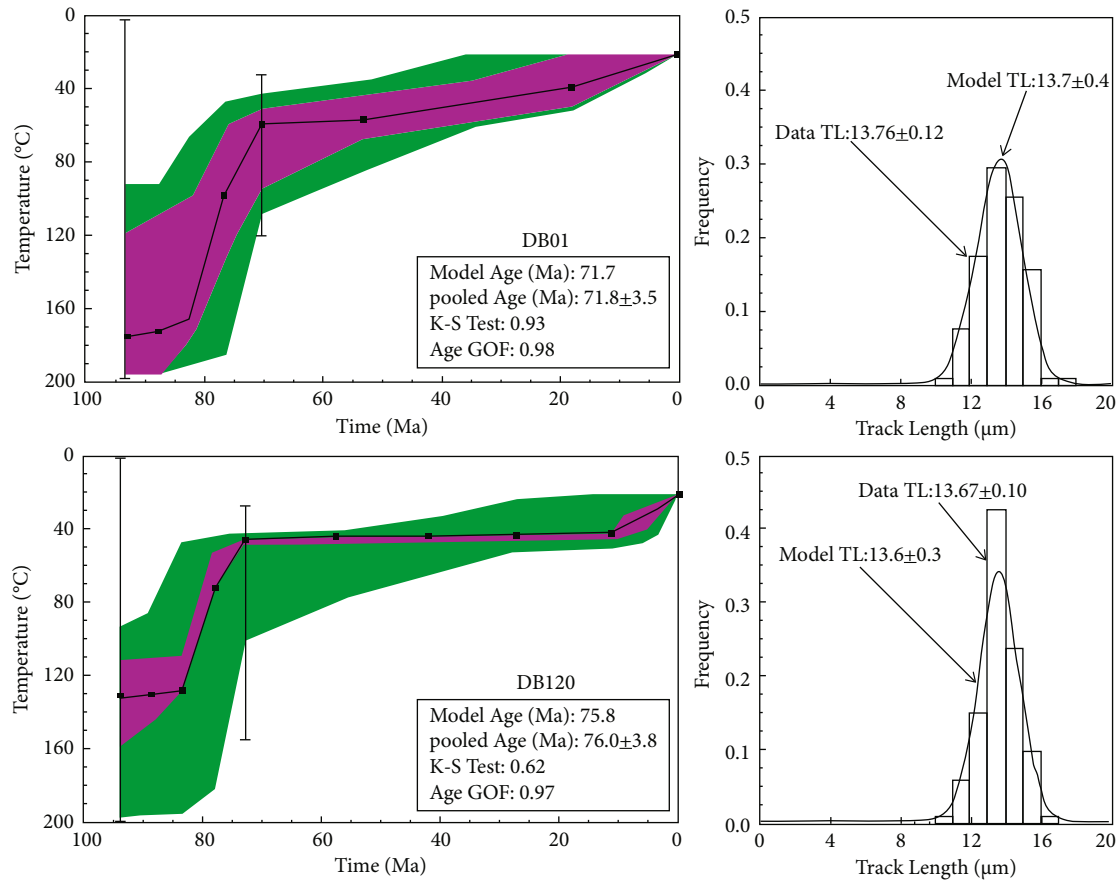 0
40
80
120
160
200
Temperature (°C)
100
80
60
40
20
0
Time (Ma)
DB01
Model Age (Ma): 71.7
pooled Age (Ma): 71.8±3.5
K-S Test: 0.93
Age GOF: 0.98
0.5
0.4
0.3
0.2
0.1
0.0
Frequency
Model TL:13.7±0.4
Data TL:13.76±0.12
0
4
8
12
16
20
Track Length (μm)
0
40
80
120
160
200
Temperature (°C)
100
80
60
40
20
0
Time (Ma)
DB120
Model Age (Ma): 75.8
pooled Age (Ma): 76.0±3.8
K-S Test: 0.62
Age GOF: 0.97
0.5
0.4
0.3
0.2
0.1
0.0
Frequency
Data TL:13.67±0.10
Model TL:13.6±0.3
0
4
8
12
16
20
Track Length (μm)